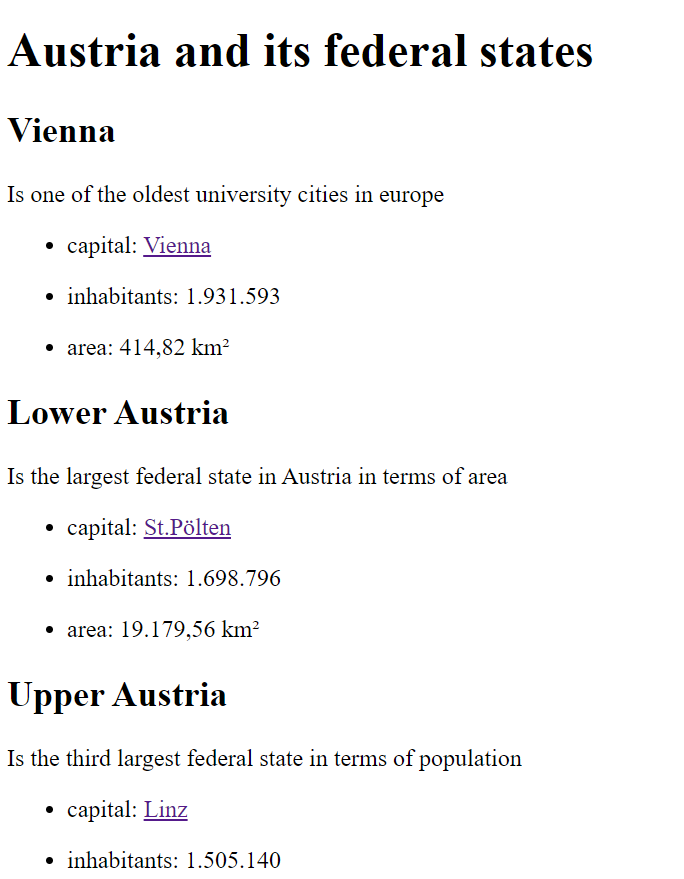 Austria and its federal states
Vienna
Is one of the oldest university cities in europe
capital: Vienna
inhabitants: 1.931.593
area: 414,82 km²
Lower Austria
Is the largest federal state in Austria in terms of area
capital: St.Pölten
inhabitants: 1.698.796
area: 19.179,56 km²
Upper Austria
Is the third largest federal state in terms of population
capital: Linz
inhabitants: 1.505.140